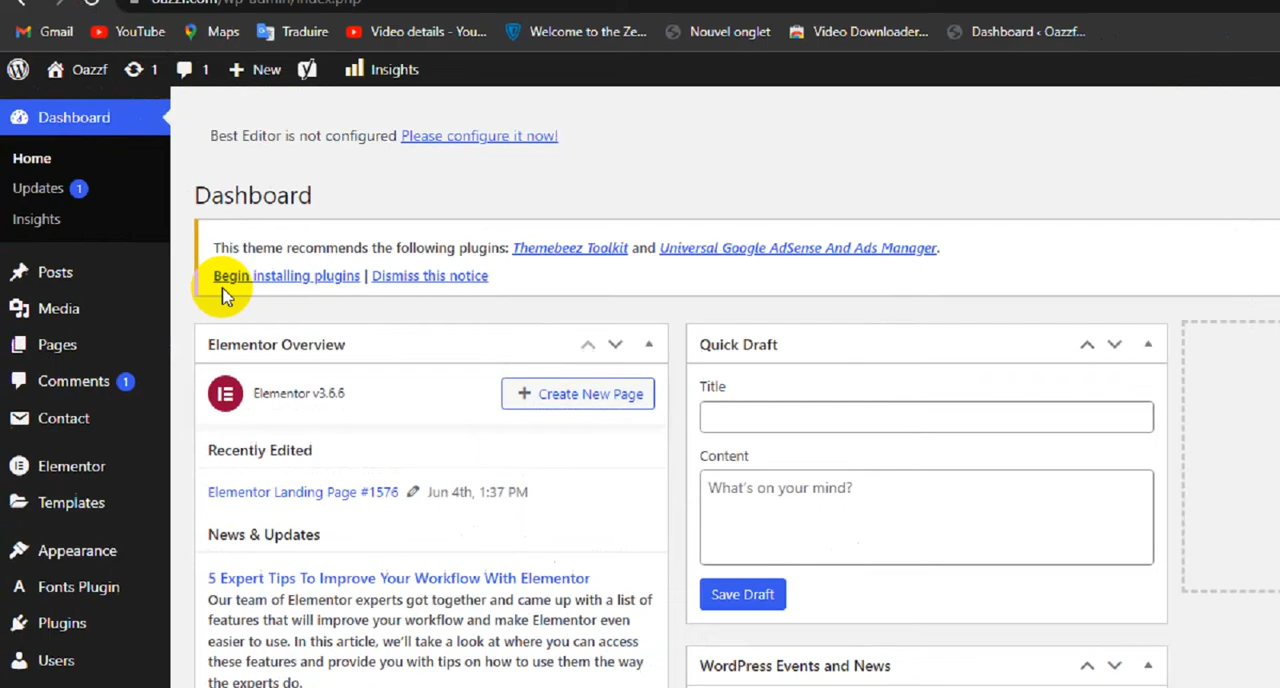 oazzf.com/wp-admin/index.php
Gmail YouTube Maps Traduire Video details - You... Welcome to the Ze... Nouvel onglet Video Downloader... Dashboard ‹ Oazzf...
Oazzf 1 1 New Insights
Dashboard
Home
Updates 1
Insights
Posts
Media
Pages
Comments 1
Contact
Elementor
Templates
Appearance
Fonts Plugin
Plugins
Users
Best Editor is not configured Please configure it now!
Dashboard
This theme recommends the following plugins: Themebeez Toolkit and Universal Google AdSense And Ads Manager.
Begin installing plugins | Dismiss this notice
Elementor Overview
Elementor v3.6.6
Create New Page
Recently Edited
Elementor Landing Page #1576 Jun 4th, 1:37 PM
News & Updates
5 Expert Tips To Improve Your Workflow With Elementor
Our team of Elementor experts got together and came up with a list of
features that will improve your workflow and make Elementor even
easier to use. In this article, we'll take a look at where you can access
these features and provide you with tips on how to use them the way
the experts do.
Quick Draft
Title
Content
What's on your mind?
Save Draft
WordPress Events and News